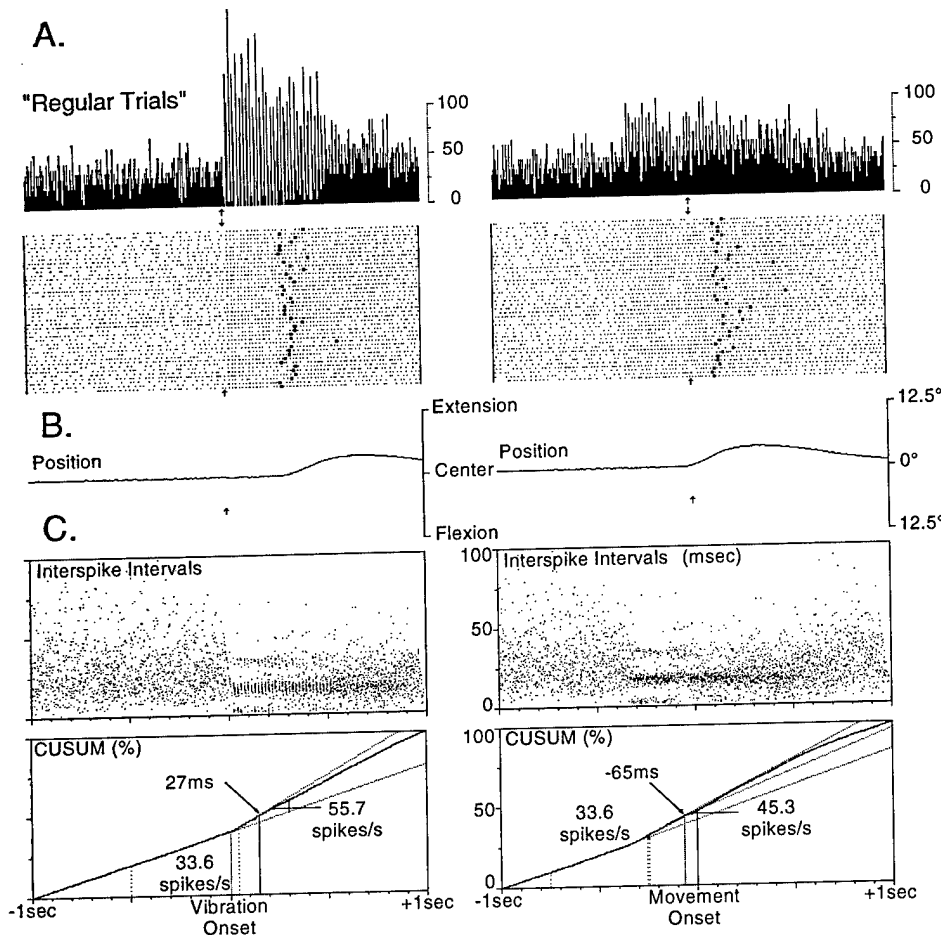 A.
"Regular Trials"
100
50
0
100
50
0
B.
Position
Extension
Center
Flexion
Position
12.5°
0°
12.5°
C.
Interspike Intervals
Interspike Intervals (msec)
100
50
0
CUSUM (%)
27ms
55.7
spikes/s
33.6
spikes/s
-1sec
Vibration
Onset
+1sec
CUSUM (%)
100
50
0
-65ms
33.6
spikes/s
45.3
spikes/s
-1sec
Movement
Onset
+1sec